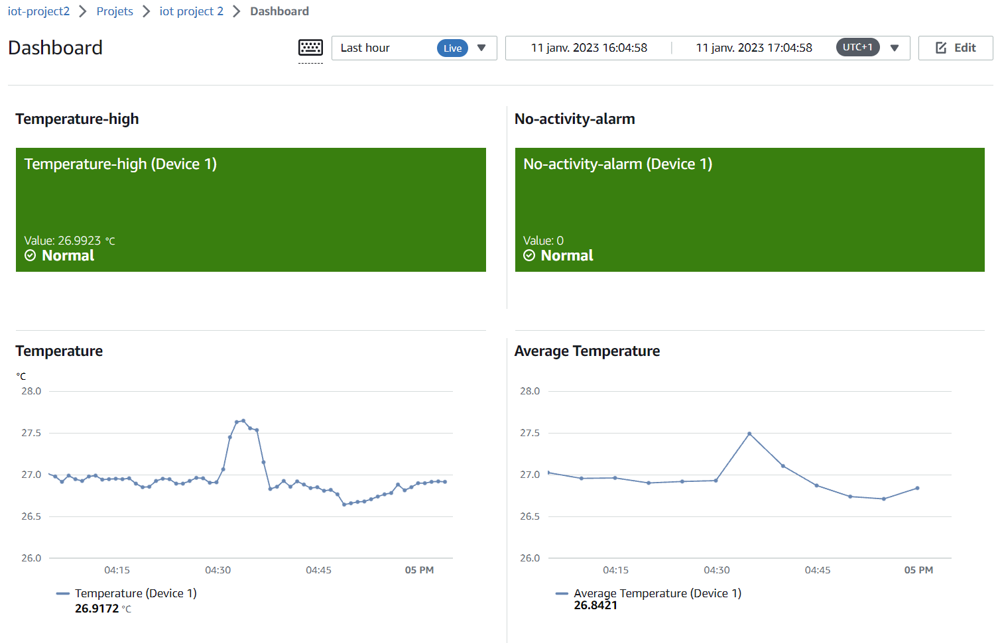 iot-project2 Projets iot project 2 Dashboard
Dashboard
Last hour Live
11 janv. 2023 16:04:58 11 janv. 2023 17:04:58 UTC+1
Edit
Temperature-high
Temperature-high (Device 1)
Value: 26.9923 °C
Normal
No-activity-alarm
No-activity-alarm (Device 1)
Value: 0
Normal
Temperature
°C
28.0
27.5
27.0
26.5
26.0
04:15 04:30 04:45 05 PM
Temperature (Device 1)
26.9172 °C
Average Temperature
28.0
27.5
27.0
26.5
26.0
04:15 04:30 04:45 05 PM
Average Temperature (Device 1)
26.8421